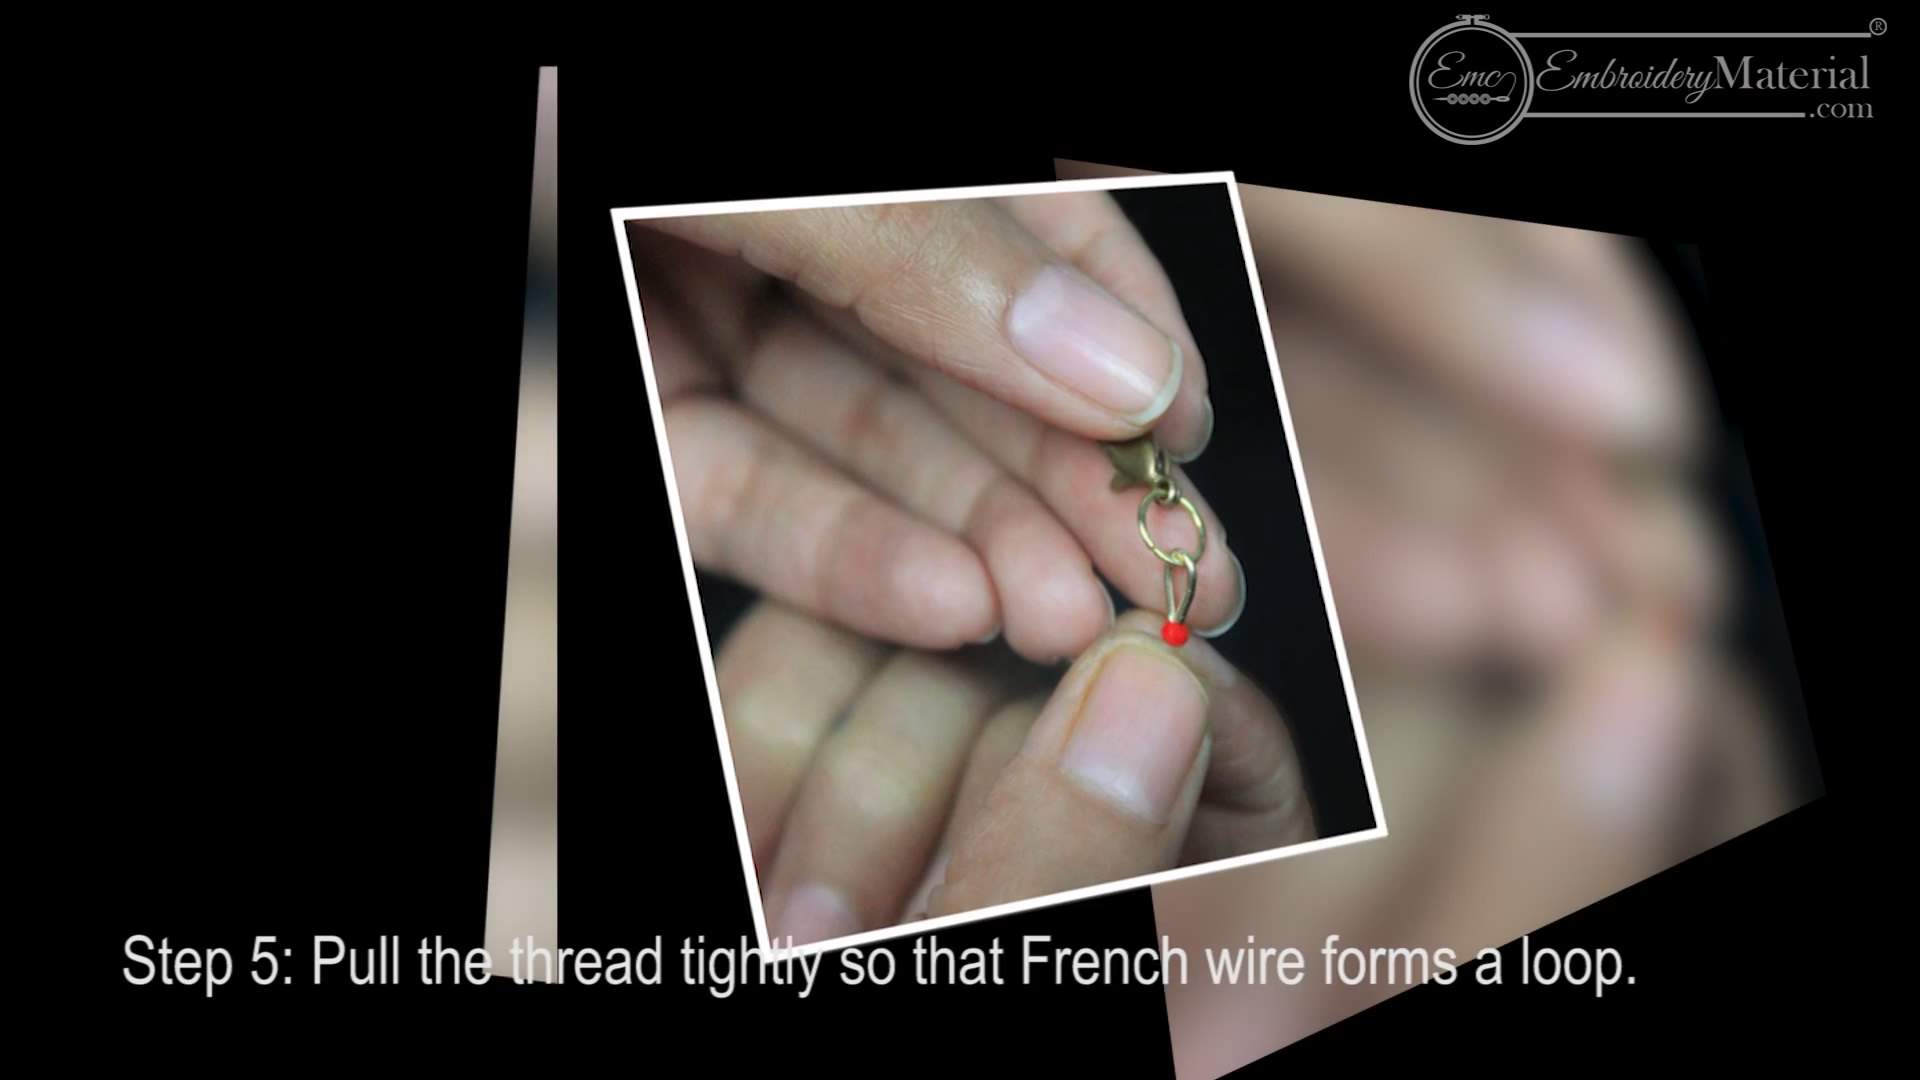 Emc EmbroideryMaterial®
.com
Step 5: Pull the thread tightly so that French wire forms a loop.